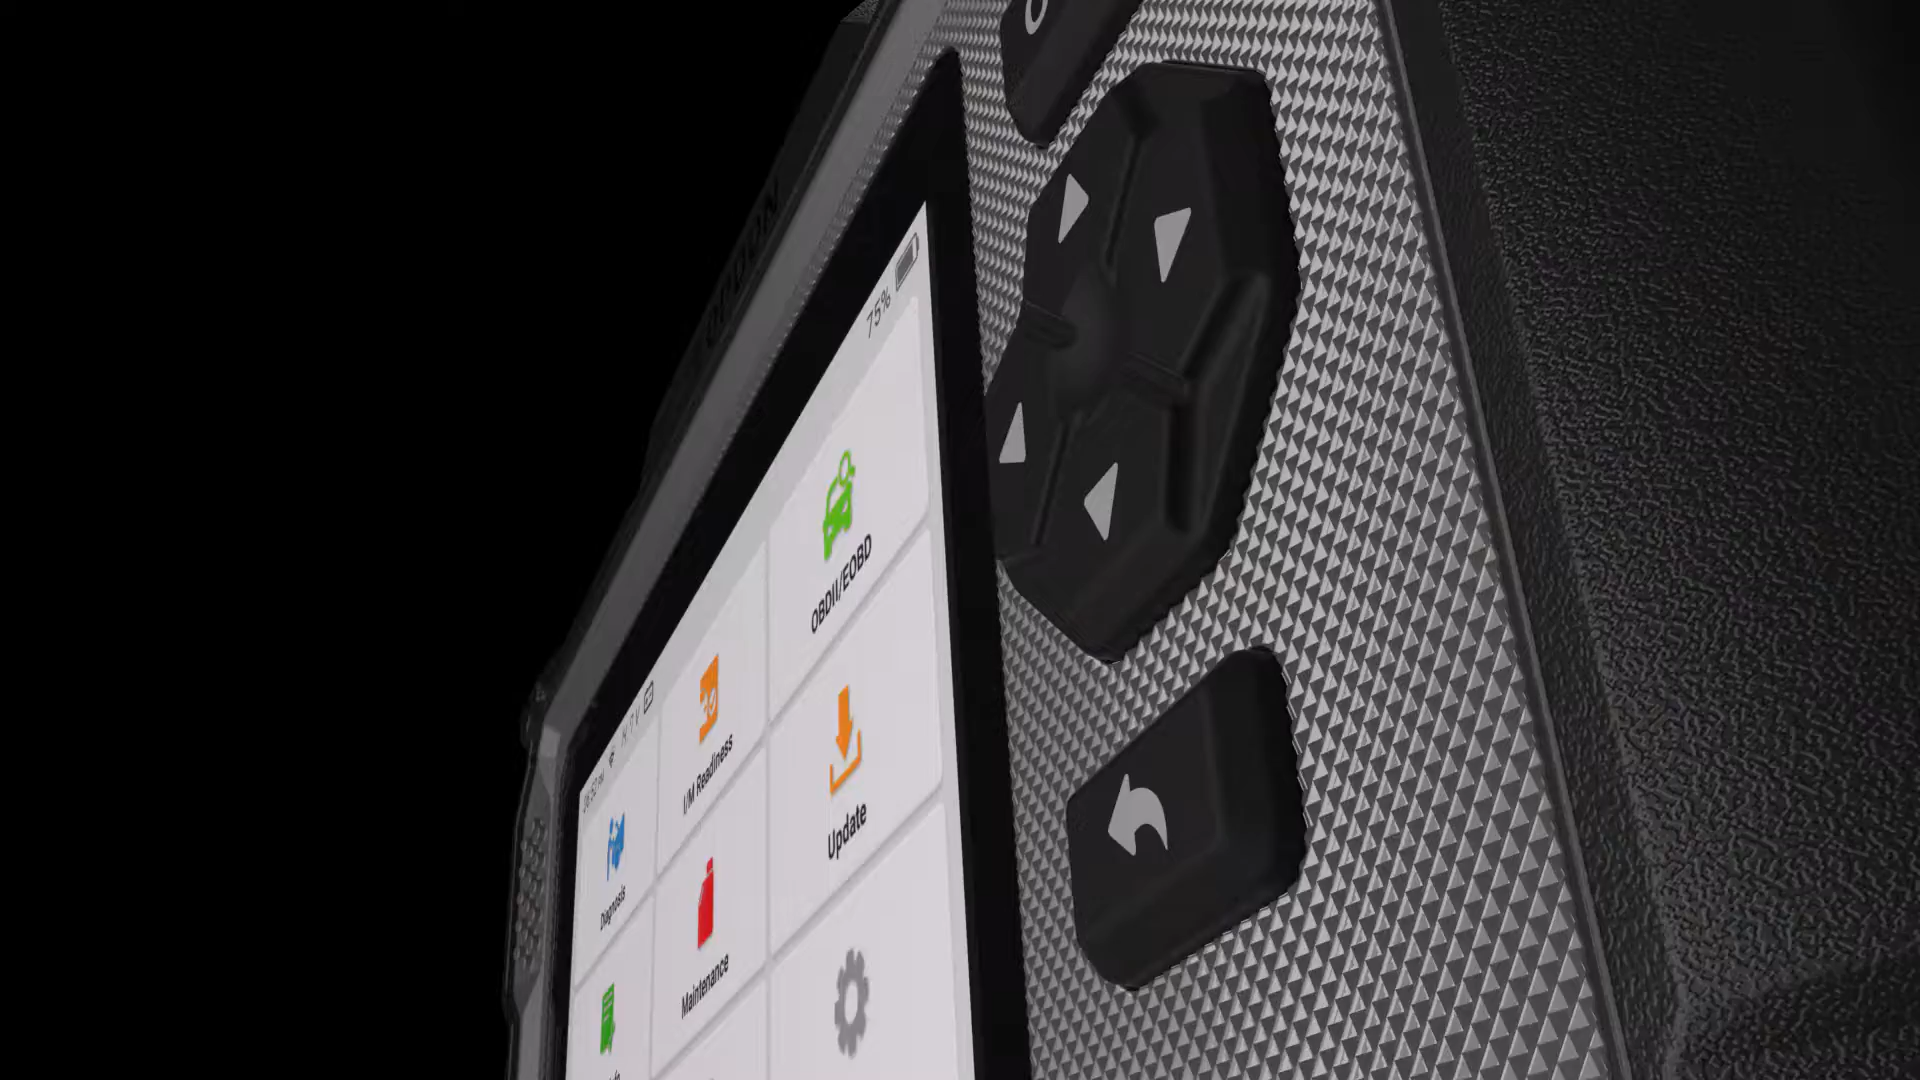 75%
OBDII/EOBD
I/M Readiness
Update
Diagnosis
Maintenance